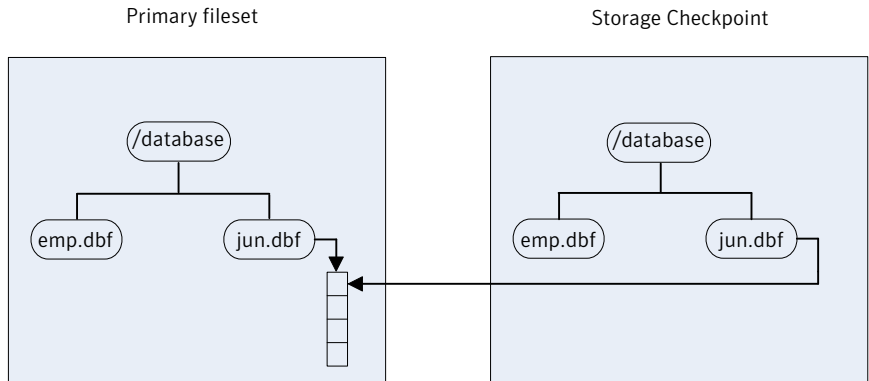 Primary fileset
Storage Checkpoint
/database
/database
emp.dbf
jun.dbf
emp.dbf
jun.dbf